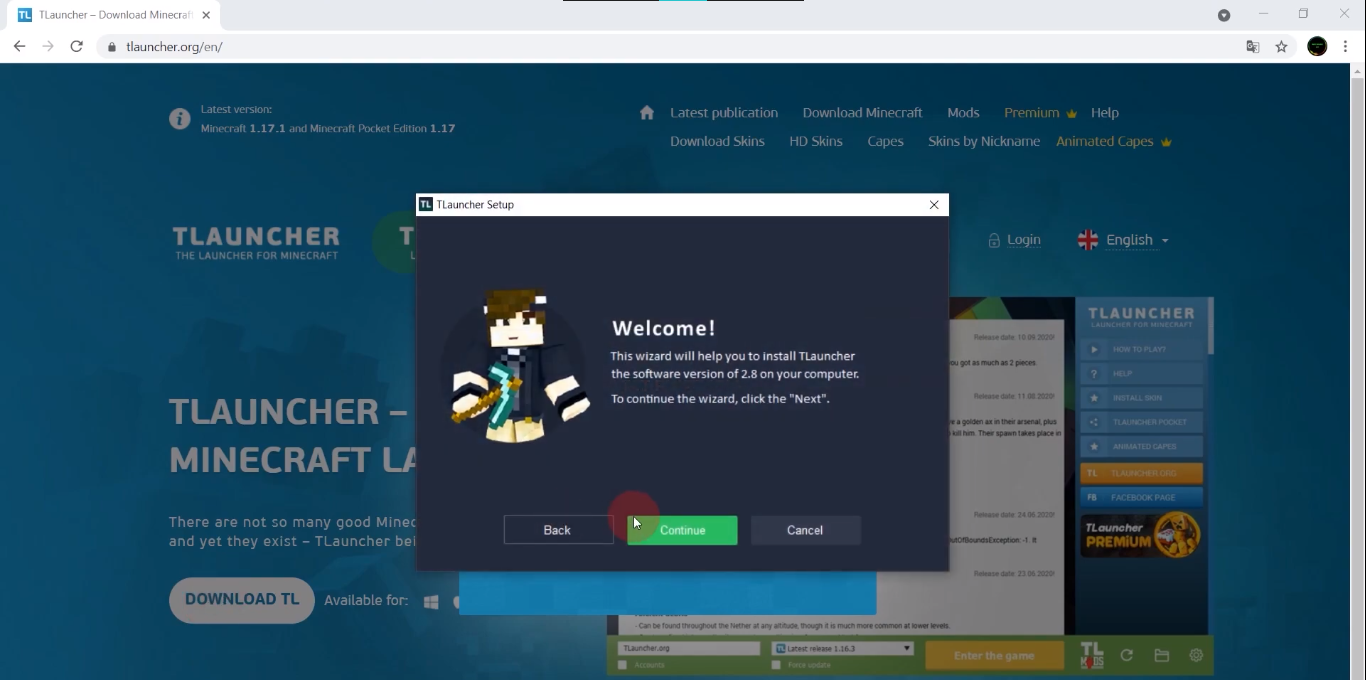 TL TLauncher – Download Minecraf
tlauncher.org/en/
Latest version:
Minecraft 1.17.1 and Minecraft Pocket Edition 1.17
Latest publication Download Minecraft Mods Premium Help
Download Skins HD Skins Capes Skins by Nickname Animated Capes
TL TLauncher Setup
TLAUNCHER
THE LAUNCHER FOR MINECRAFT
T
L
Login
English
Welcome!
This wizard will help you to install TLauncher
the software version of 2.8 on your computer.
To continue the wizard, click the "Next".
Back Continue Cancel
TLAUNCHER –
MINECRAFT LA
There are not so many good Minec
and yet they exist – TLauncher bei
DOWNLOAD TL
Available for:
TLAUNCHER
LAUNCHER FOR MINECRAFT
HOW TO PLAY?
? HELP
INSTALL SKIN
TLAUNCHER POCKET
ANIMATED CAPES
TL TLAUNCHER.ORG
FB FACEBOOK PAGE
TLauncher
PREMIUM
Release date: 10.09.2020!
ou got as much as 2 pieces.
Release date: 11.08.2020!
e a golden ax in their arsenal, plus
kill him. Their spawn takes place in
Release date: 24.06.2020!
utOfBoundsException: -1. It
Release date: 23.06.2020!
- Can be found throughout the Nether at any altitude, though it is much more common at lower levels.
TLauncher.org
TL Latest release 1.16.3
Enter the game
TL
KIDS
Accounts
Force update